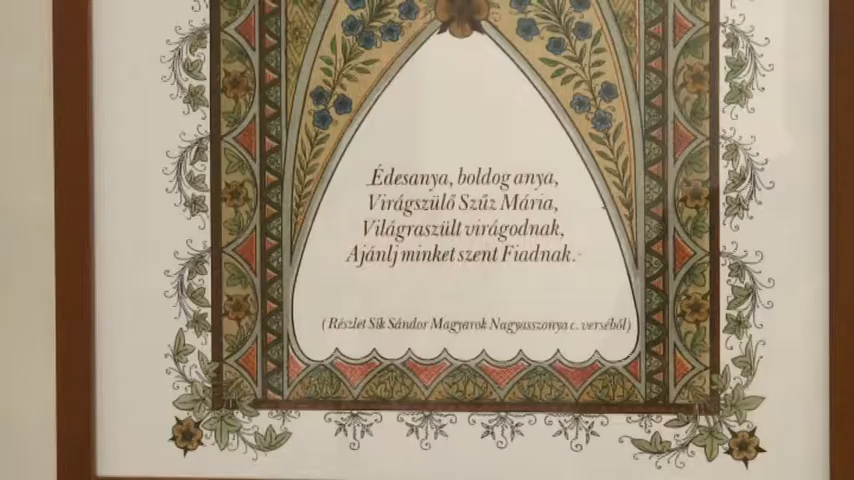 Édesanya, boldog anya,
Virágszülő Szűz Mária,
Világraszült virágodnak,
Ajánlj minket szent Fiadnak.
(Részlet Sík Sándor Magyarok Nagyasszonya c. verséből)